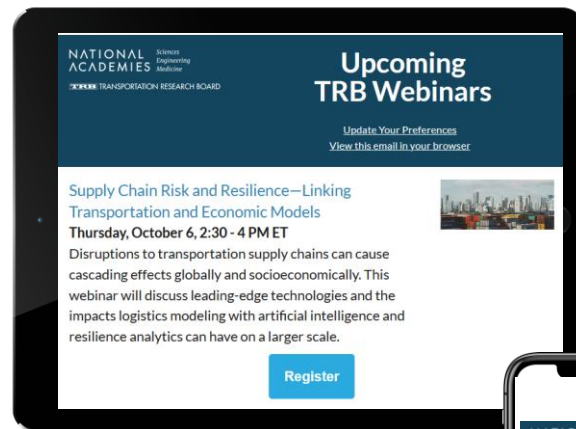 NATIONAL Sciences
ACADEMIES Engineering
Medicine
TRB TRANSPORTATION RESEARCH BOARD
Upcoming
TRB Webinars
Update Your Preferences
View this email in your browser
Supply Chain Risk and Resilience—Linking
Transportation and Economic Models
Thursday, October 6, 2:30 - 4 PM ET
Disruptions to transportation supply chains can cause
cascading effects globally and socioeconomically. This
webinar will discuss leading-edge technologies and the
impacts logistics modeling with artificial intelligence and
resilience analytics can have on a larger scale.
Register